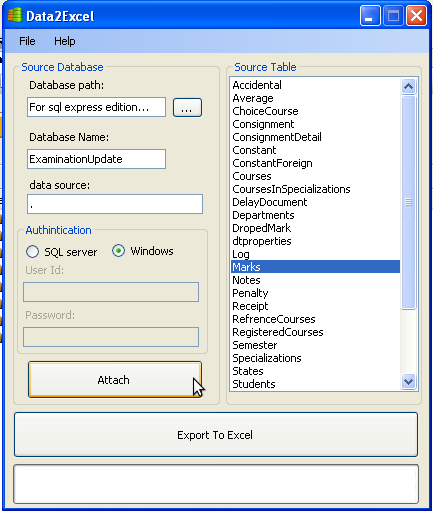 Data2Excel
File Help
Source Database
Database path:
For sql express edition...
...
Database Name:
ExaminationUpdate
data source:
.
Authintication
SQL server
Windows
User Id:
Password:
Attach
Source Table
Accidental
Average
ChoiceCourse
Consignment
ConsignmentDetail
Constant
ConstantForeign
Courses
CoursesInSpecializations
DelayDocument
Departments
DropedMark
dtproperties
Log
Marks
Notes
Penalty
Receipt
RefrenceCourses
RegisteredCourses
Semester
Specializations
States
Students
Export To Excel